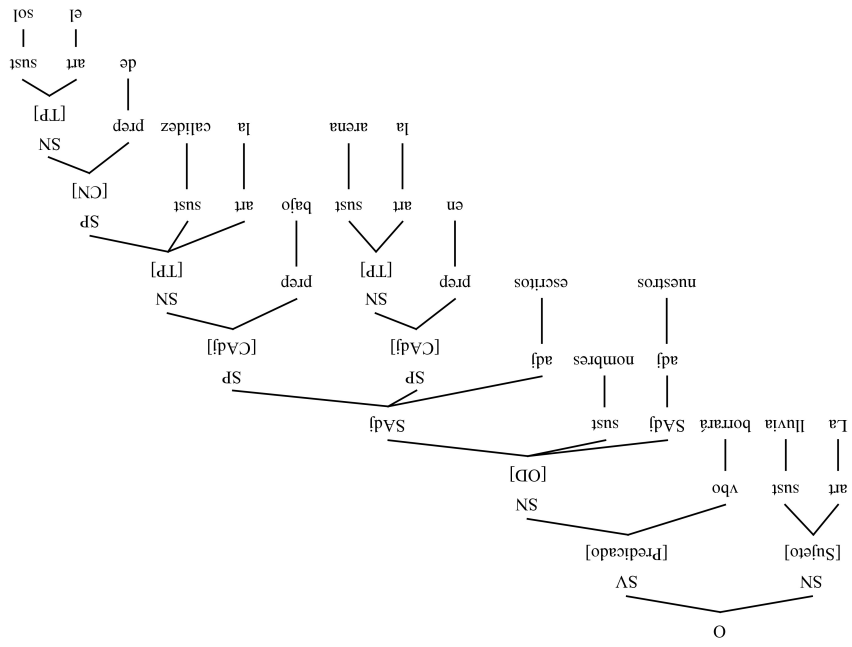 O
SN SV
[Sujeto] [Predicado]
SN
art sust vbo
[OD]
La lluvia borrará SAdj sust SAdj
SP SP
adj nombres adj
[CAdj] [CAdj]
SN SN
nuestros escritos prep prep
[TP] [TP]
SP
en art sust bajo art sust
[CN]
SN
la arena la calidez prep
[TP]
de art sust
el sol